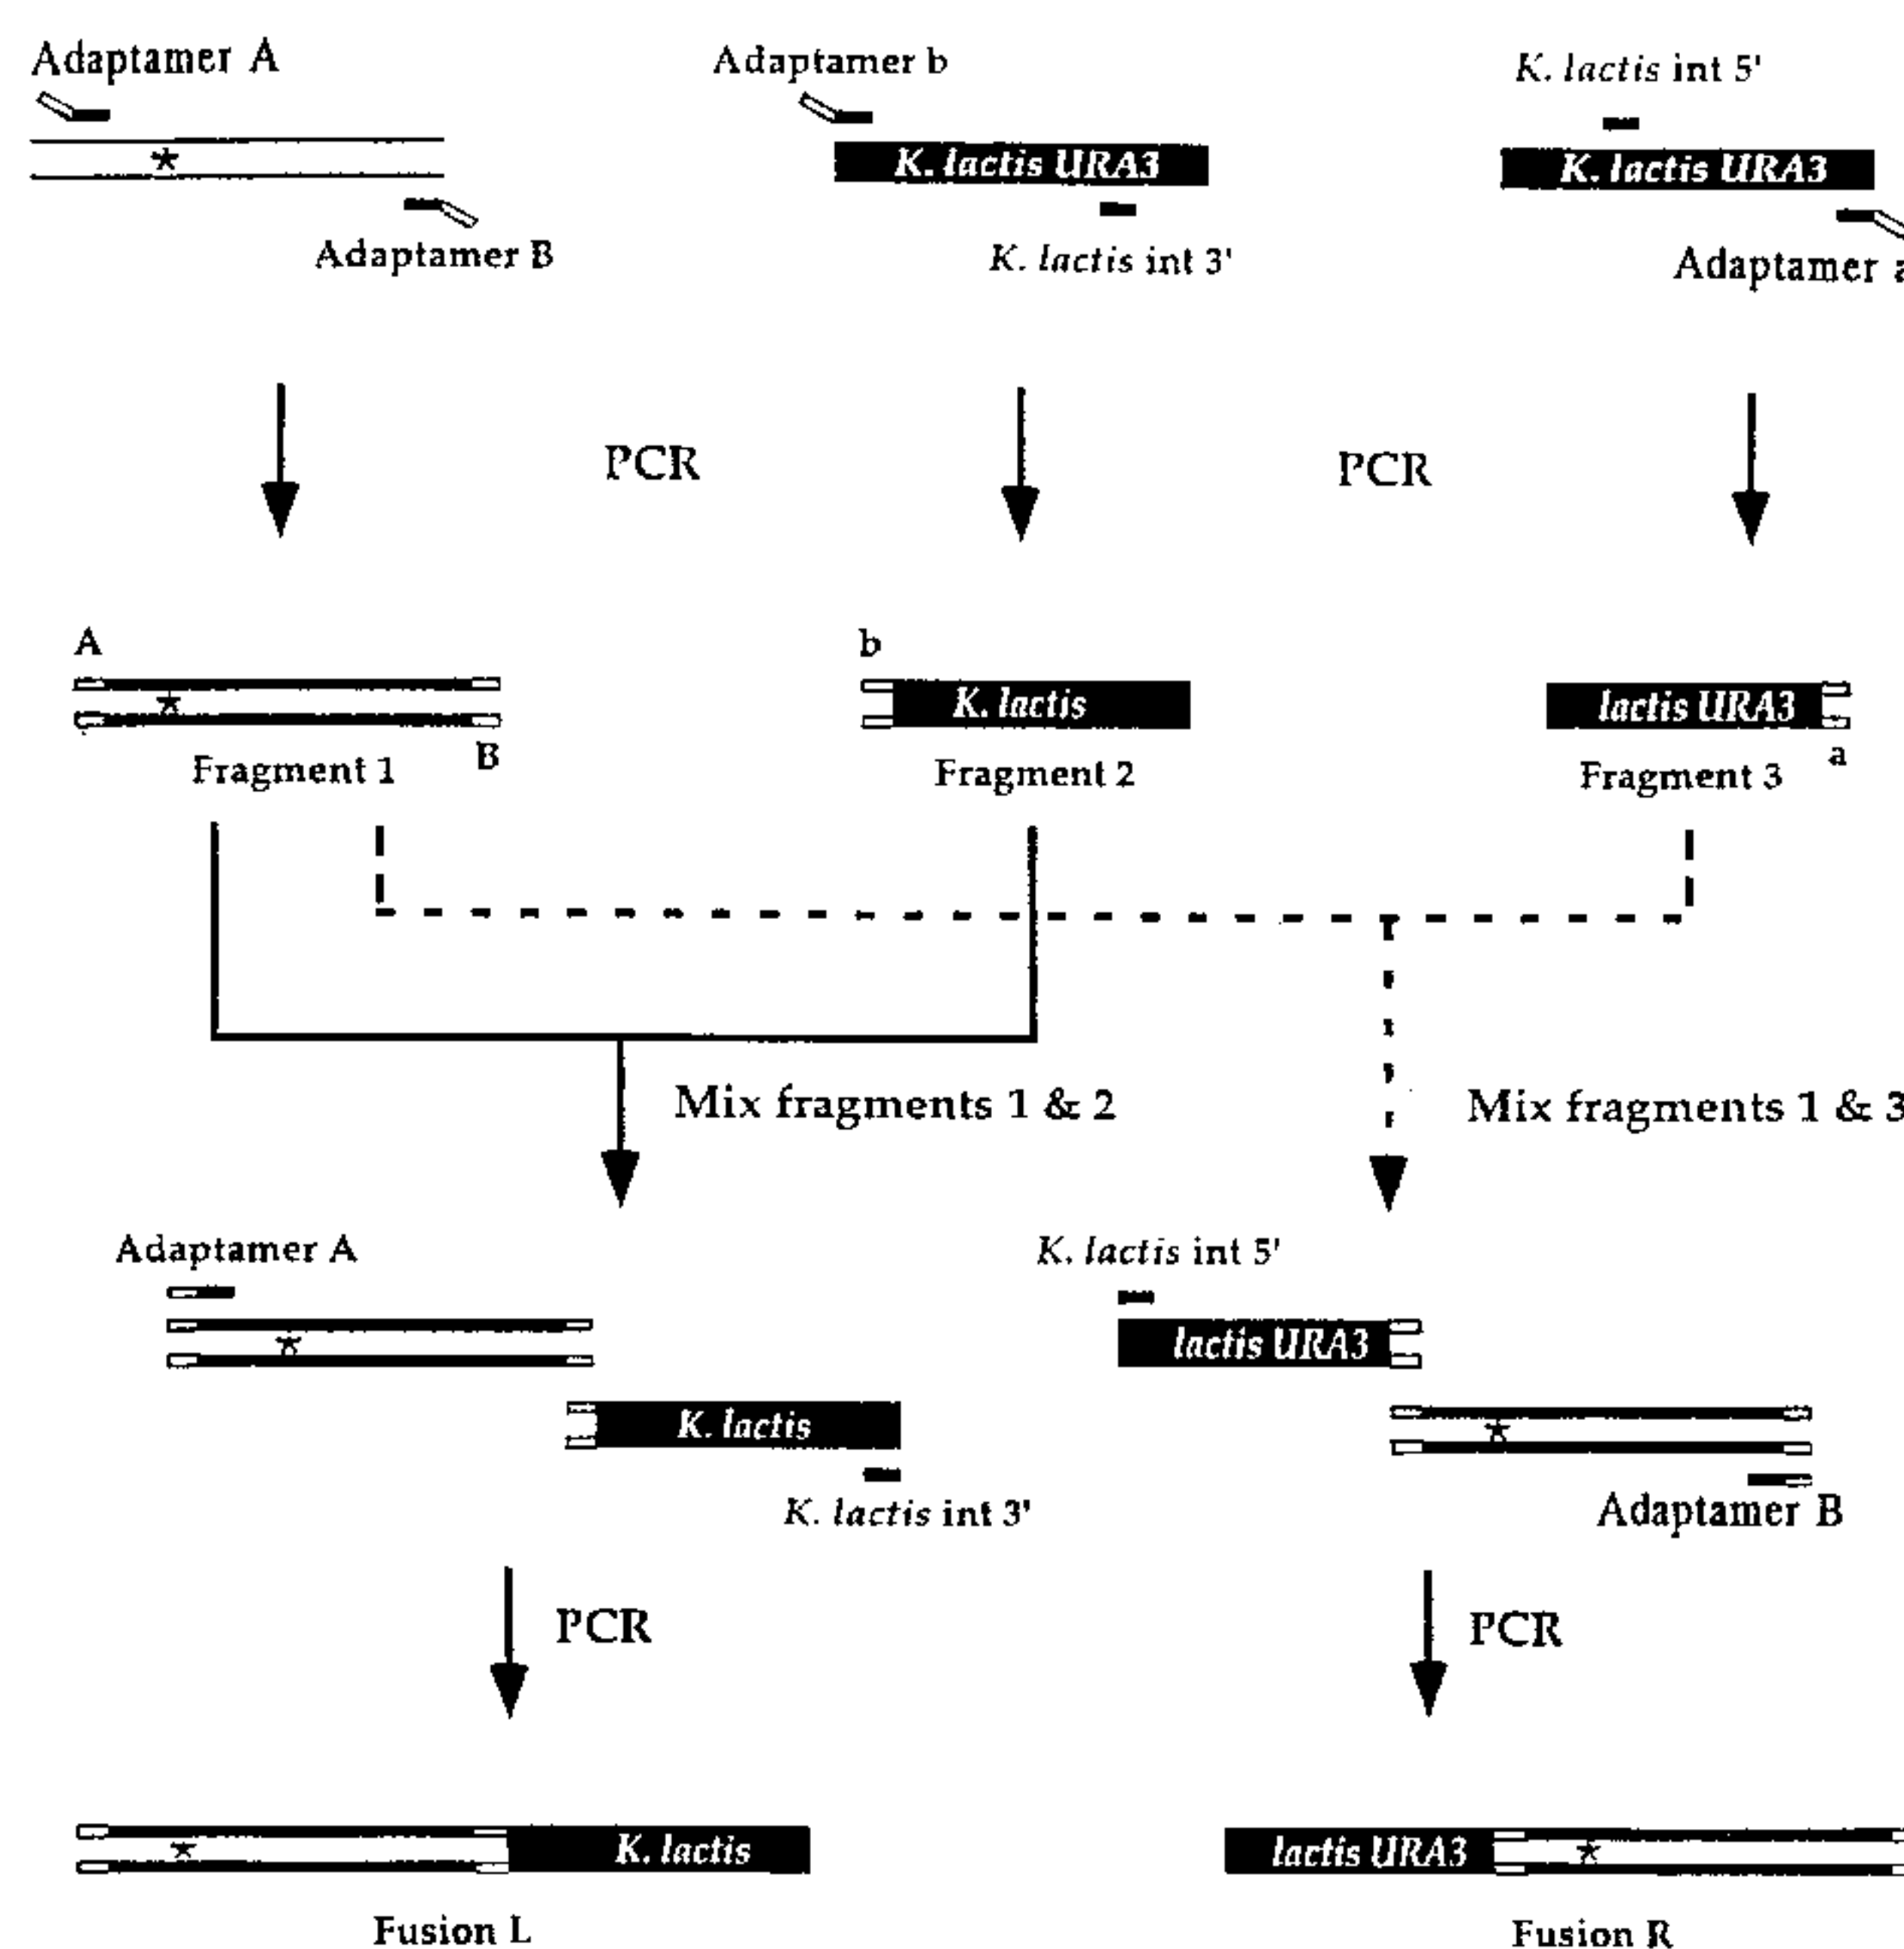 Adaptamer A
Adaptamer b
K. lactis int 5'
*
K. lactis URA3
K. lactis URA3
Adaptamer B
K. lactis int 3'
Adaptamer a
PCR
PCR
A
b
*
K. lactis
lactis URA3
B
a
Fragment 1
Fragment 2
Fragment 3
Mix fragments 1 & 2
Mix fragments 1 & 3
Adaptamer A
K. lactis int 5'
*
lactis URA3
K. lactis
*
K. lactis int 3'
Adaptamer B
PCR
PCR
*
K. lactis
lactis URA3
*
Fusion L
Fusion R